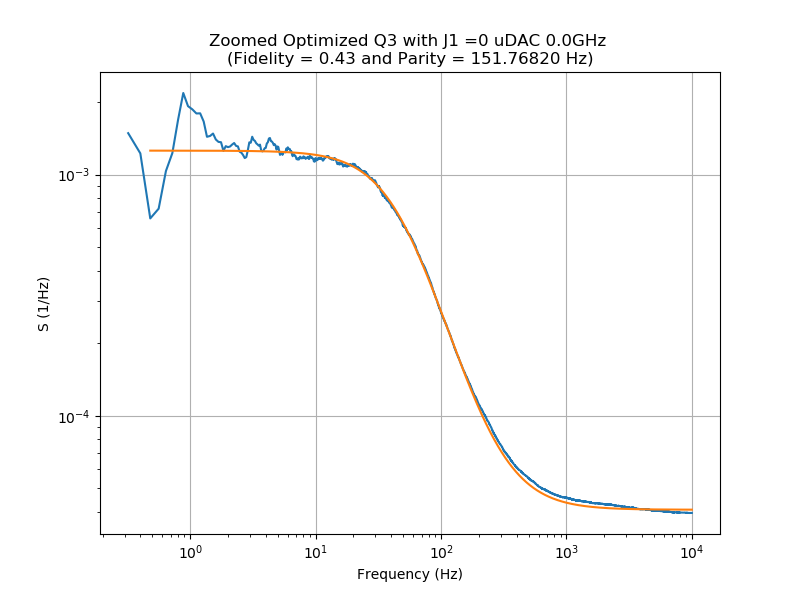 Zoomed Optimized Q3 with J1 =0 uDAC 0.0GHz
(Fidelity = 0.43 and Parity = 151.76820 Hz)
S (1/Hz)
10⁻³
10⁻⁴
10⁰ 10¹ 10² 10³ 10⁴
Frequency (Hz)